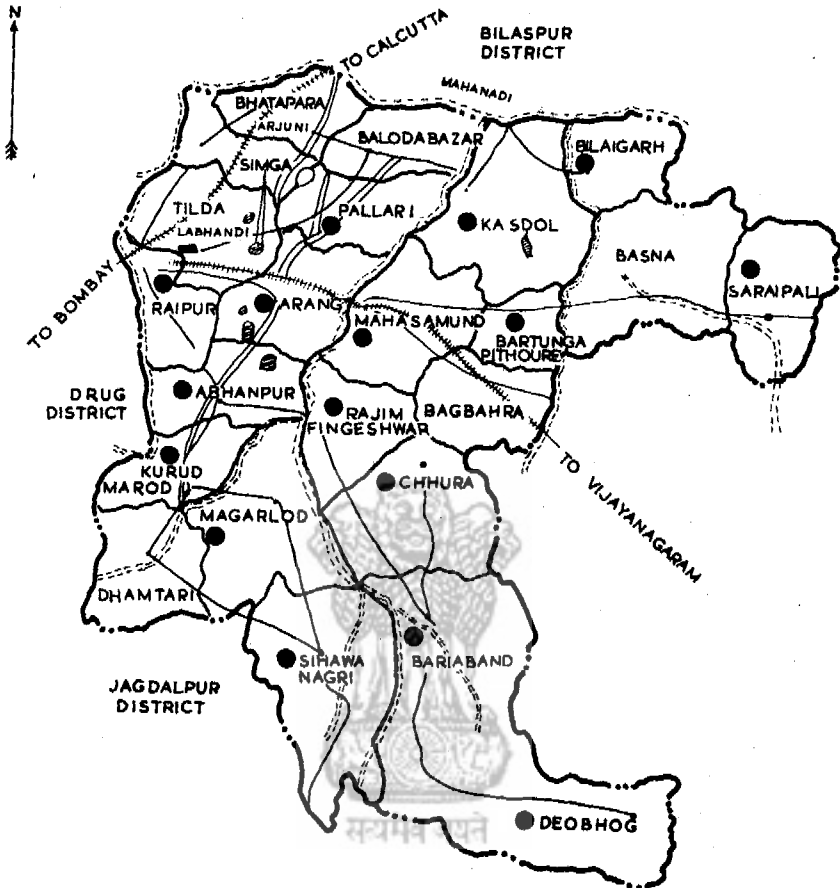 N
TO CALCUTTA
BILASPUR
DISTRICT
MAHANADI
BHATAPARA
ARJUNI
BALODABAZAR
BILAIGARH
SIMGA
TILDA
LABHANDI
PALLARI
KASDOL
BASNA
SARAIPALI
TO BOMBAY
RAIPUR
ARANG
MAHASAMUND
BARTUNGA
PITHOURE
DRUG
DISTRICT
ABHANPUR
RAJIM
FINGESHWAR
BAGBAHRA
TO VIJAYANAGARAM
KURUD
MAROD
CHHURA
MAGARLOD
DHAMTARI
SIHAWA
NAGRI
BARIABAND
JAGDALPUR
DISTRICT
DEOBHOG
सत्यमेव जयते